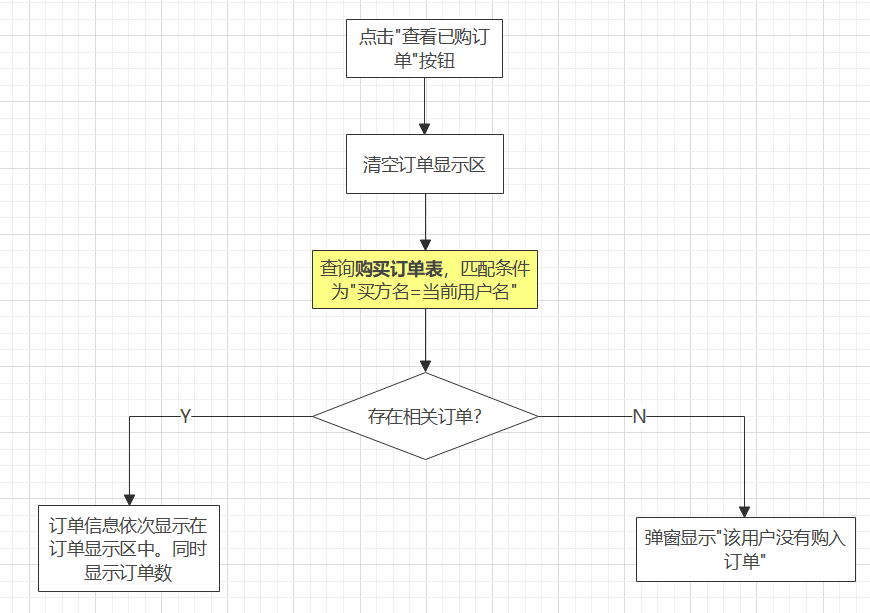 点击"查看已购订
单"按钮
清空订单显示区
查询购买订单表，匹配条件
为"买方名=当前用户名"
存在相关订单?
Y
N
订单信息依次显示在
订单显示区中。同时
显示订单数
弹窗显示"该用户没有购入
订单"